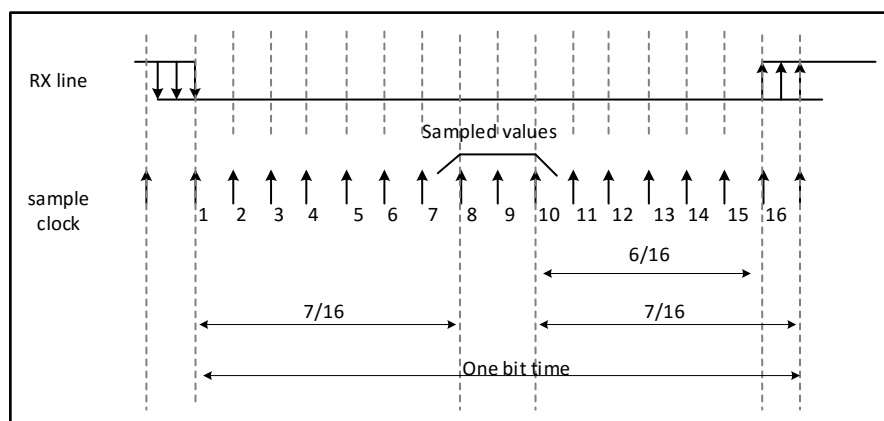 RX line
Sampled values
sample
clock
1 2 3 4 5 6 7 8 9 10 11 12 13 14 15 16
6/16
7/16 7/16
One bit time